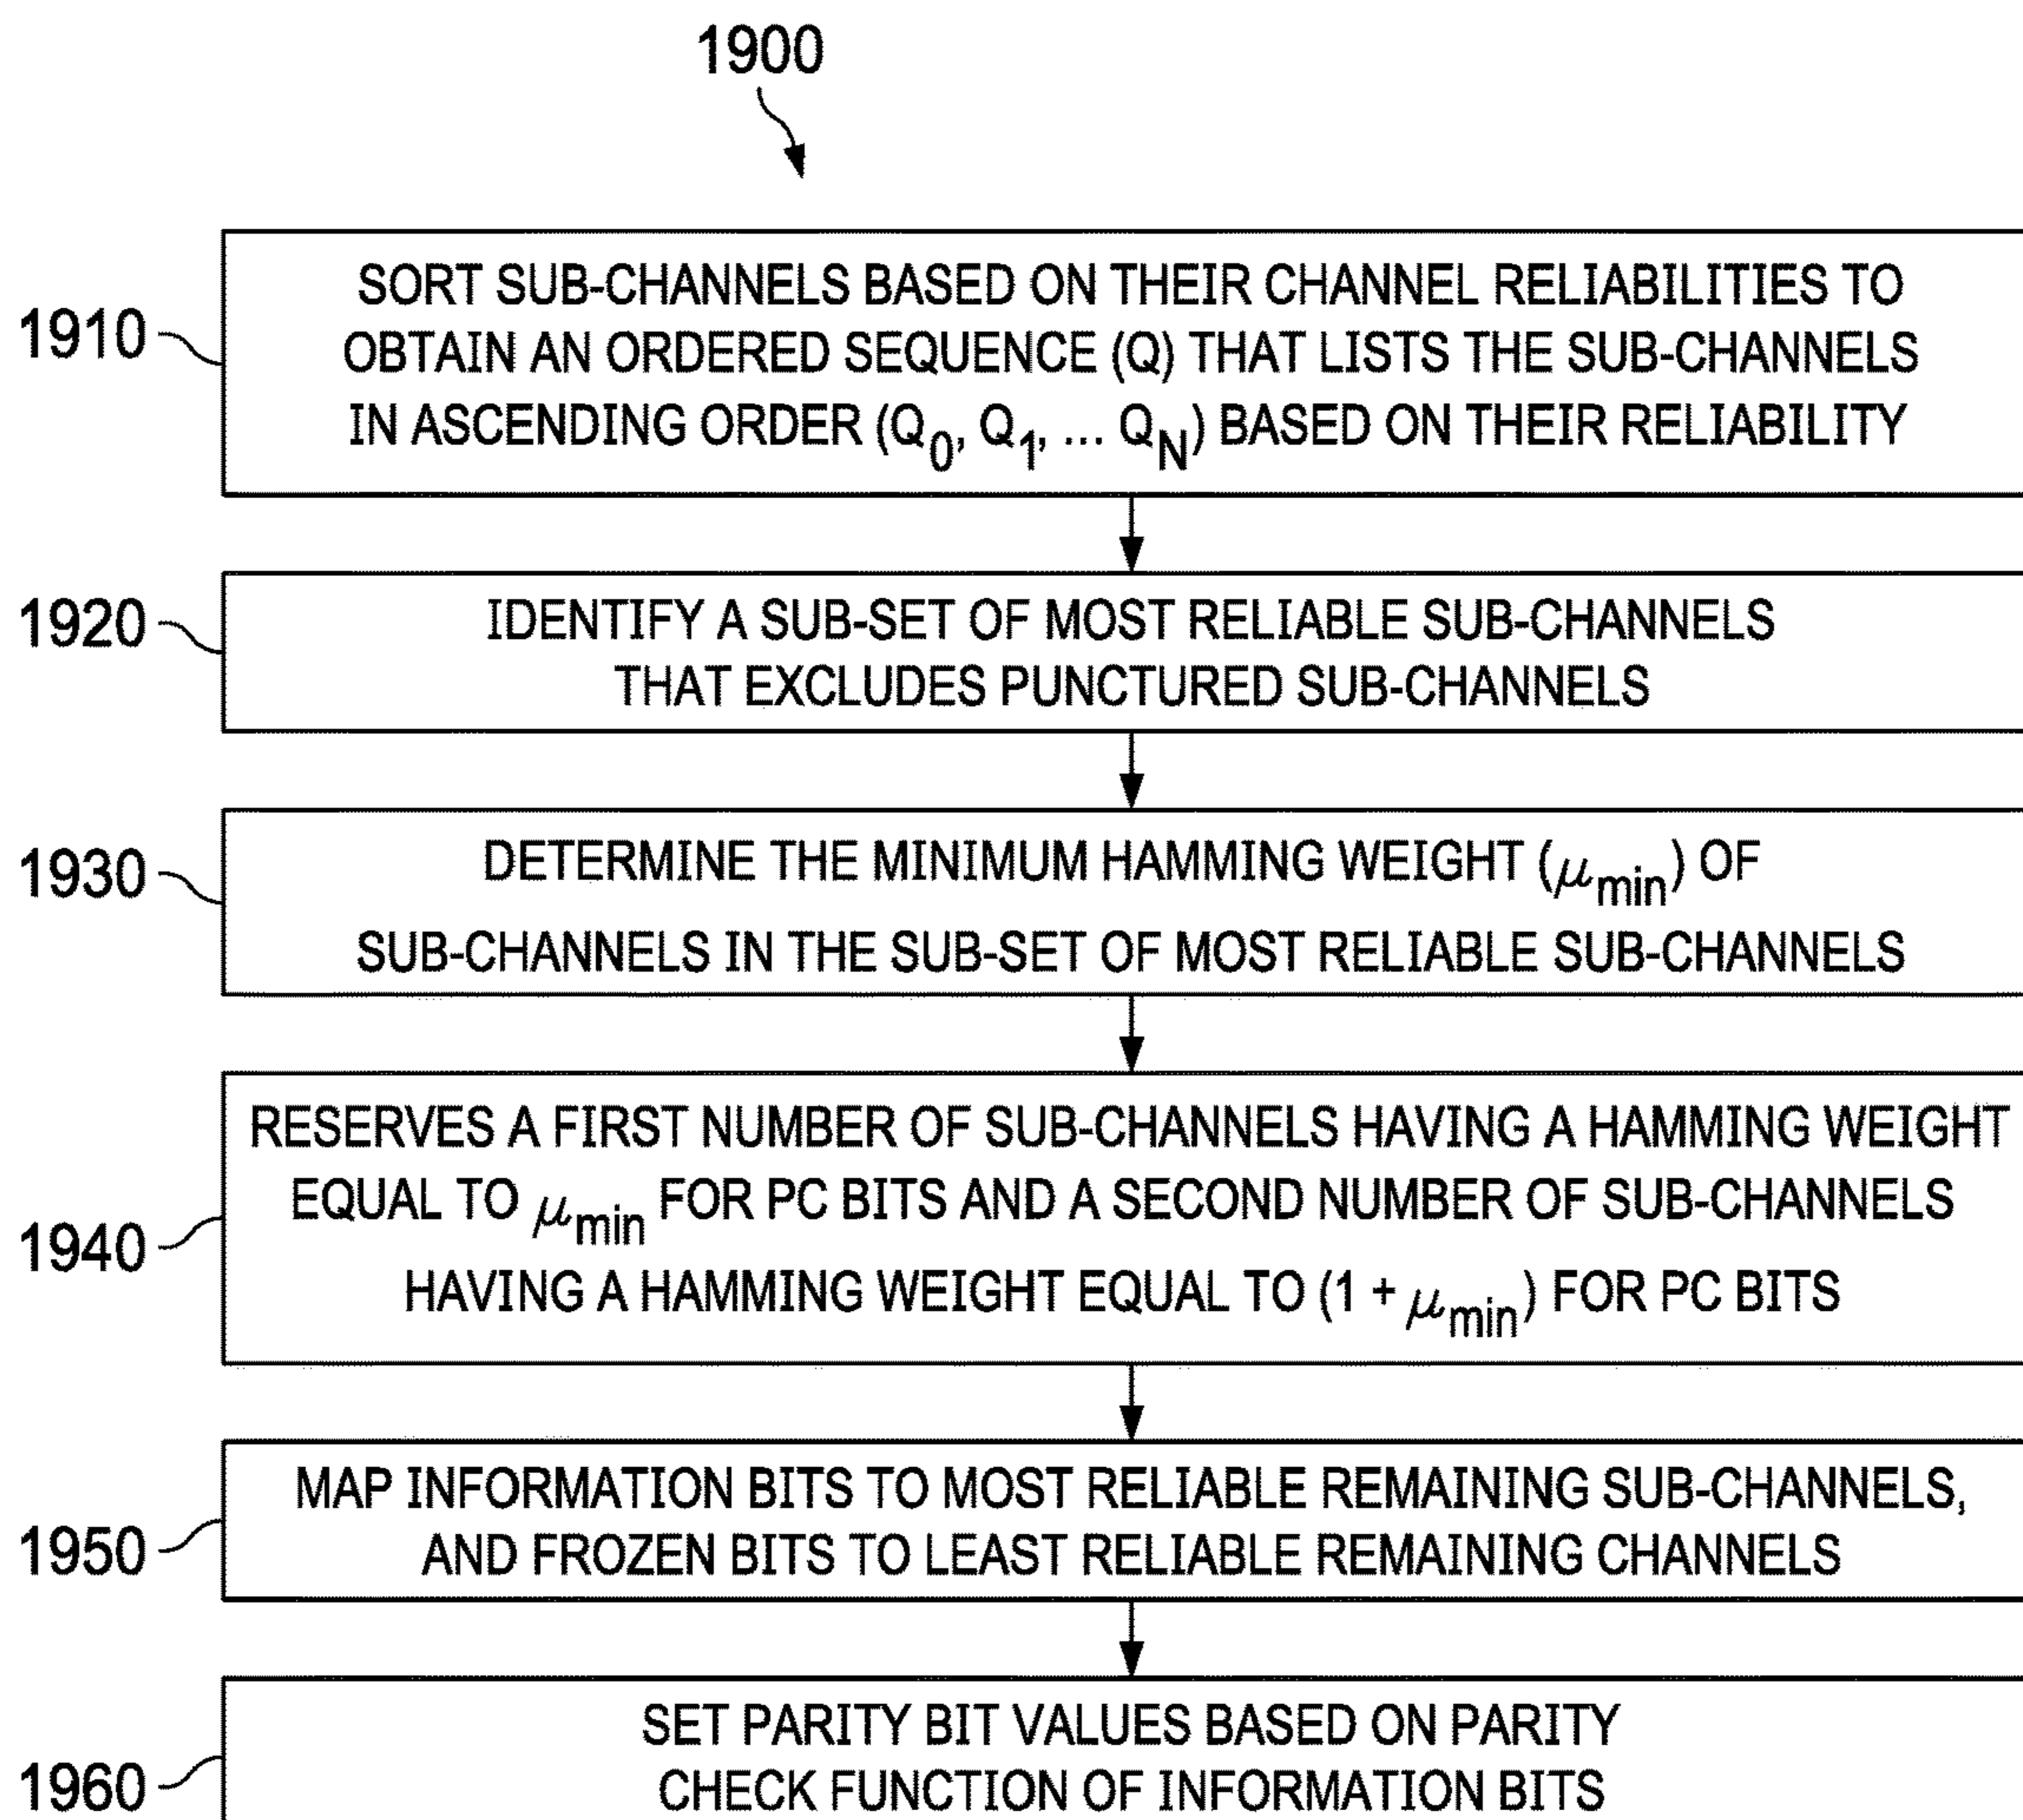 1900
1910
SORT SUB-CHANNELS BASED ON THEIR CHANNEL RELIABILITIES TO
OBTAIN AN ORDERED SEQUENCE (Q) THAT LISTS THE SUB-CHANNELS
IN ASCENDING ORDER (Q0, Q1, ... QN) BASED ON THEIR RELIABILITY
1920
IDENTIFY A SUB-SET OF MOST RELIABLE SUB-CHANNELS
THAT EXCLUDES PUNCTURED SUB-CHANNELS
1930
DETERMINE THE MINIMUM HAMMING WEIGHT (μmin) OF
SUB-CHANNELS IN THE SUB-SET OF MOST RELIABLE SUB-CHANNELS
1940
RESERVES A FIRST NUMBER OF SUB-CHANNELS HAVING A HAMMING WEIGHT
EQUAL TO μmin FOR PC BITS AND A SECOND NUMBER OF SUB-CHANNELS
HAVING A HAMMING WEIGHT EQUAL TO (1 + μmin) FOR PC BITS
1950
MAP INFORMATION BITS TO MOST RELIABLE REMAINING SUB-CHANNELS,
AND FROZEN BITS TO LEAST RELIABLE REMAINING CHANNELS
1960
SET PARITY BIT VALUES BASED ON PARITY
CHECK FUNCTION OF INFORMATION BITS